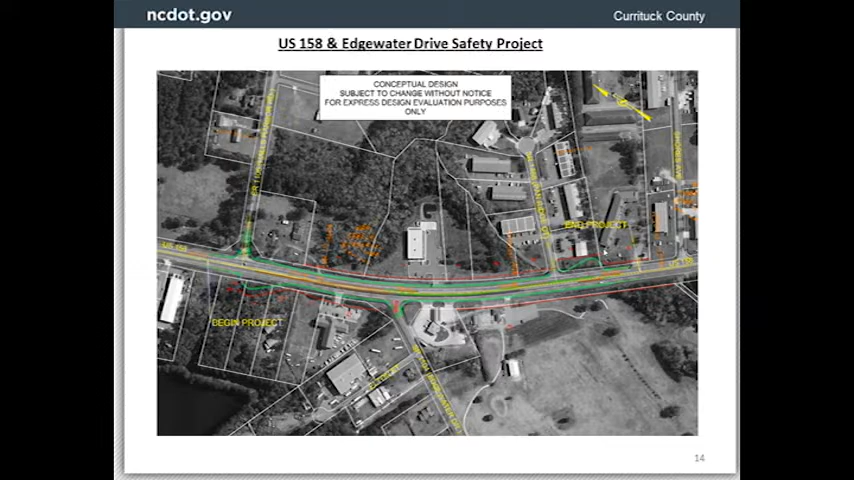 ncdot.gov
Currituck County
US 158 & Edgewater Drive Safety Project
CONCEPTUAL DESIGN
SUBJECT TO CHANGE WITHOUT NOTICE
FOR EXPRESS DESIGN EVALUATION PURPOSES
ONLY
US 158
END PROJECT
BEGIN PROJECT
14